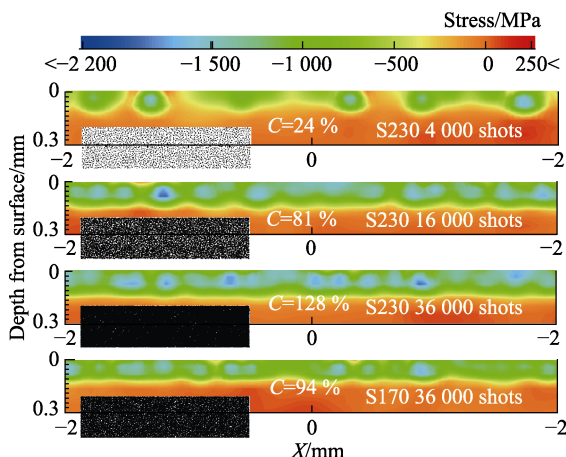 Stress/MPa
<−2 200 −1 500 −1 000 −500 0 250<
Depth from surface/mm
0
C=24 % S230 4 000 shots
0.3
−2 0 −2
0
C=81 % S230 16 000 shots
0.3
−2 0 −2
0
C=128 % S230 36 000 shots
0.3
−2 0 −2
0
C=94 % S170 36 000 shots
0.3
−2 0 −2
X/mm